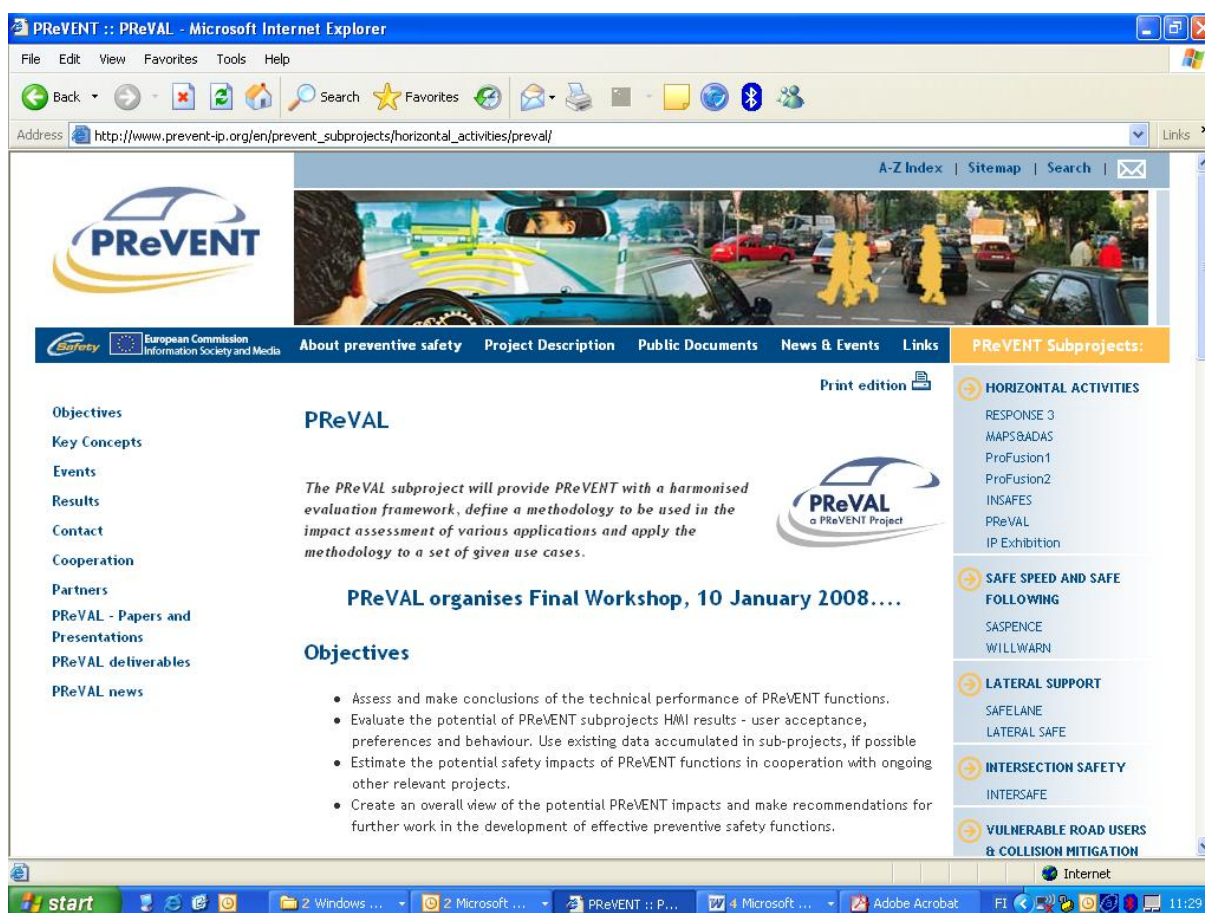 PReVENT :: PReVAL - Microsoft Internet Explorer
File Edit View Favorites Tools Help
Back Search Favorites
Address http://www.prevent-ip.org/en/prevent_subprojects/horizontal_activities/preval/ Links
A-Z Index | Sitemap | Search |
PReVENT
eSafety European Commission
Information Society and Media
About preventive safety Project Description Public Documents News & Events Links
PReVENT Subprojects:
Print edition
Objectives
Key Concepts
Events
Results
Contact
Cooperation
Partners
PReVAL - Papers and
Presentations
PReVAL deliverables
PReVAL news
PReVAL
The PReVAL subproject will provide PReVENT with a harmonised
evaluation framework, define a methodology to be used in the
impact assessment of various applications and apply the
methodology to a set of given use cases.
PReVAL
a PReVENT Project
PReVAL organises Final Workshop, 10 January 2008....
Objectives
Assess and make conclusions of the technical performance of PReVENT functions.
Evaluate the potential of PReVENT subprojects HMI results - user acceptance,
preferences and behaviour. Use existing data accumulated in sub-projects, if possible
Estimate the potential safety impacts of PReVENT functions in cooperation with ongoing
other relevant projects.
Create an overall view of the potential PReVENT impacts and make recommendations for
further work in the development of effective preventive safety functions.
HORIZONTAL ACTIVITIES
RESPONSE 3
MAPS&ADAS
ProFusion1
ProFusion2
INSAFES
PReVAL
IP Exhibition
SAFE SPEED AND SAFE
FOLLOWING
SASPENCE
WILLWARN
LATERAL SUPPORT
SAFELANE
LATERAL SAFE
INTERSECTION SAFETY
INTERSAFE
VULNERABLE ROAD USERS
& COLLISION MITIGATION
Internet
start 2 Windows ... 2 Microsoft ... PReVENT :: P... 4 Microsoft ... Adobe Acrobat FI 11:29